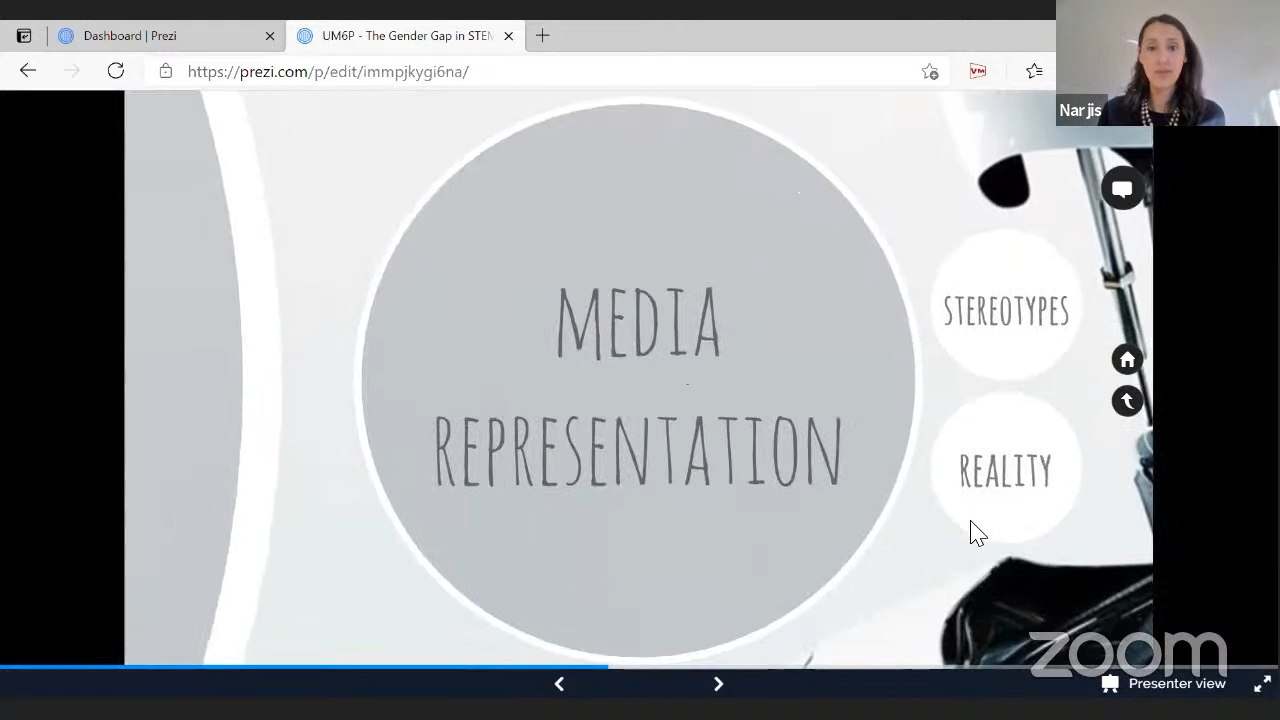 Dashboard | Prezi
UM6P - The Gender Gap in STEM
https://prezi.com/p/edit/immpjkygi6na/
VM
Narjis
MEDIA
REPRESENTATION
STEREOTYPES
REALITY
zoom
Presenter view